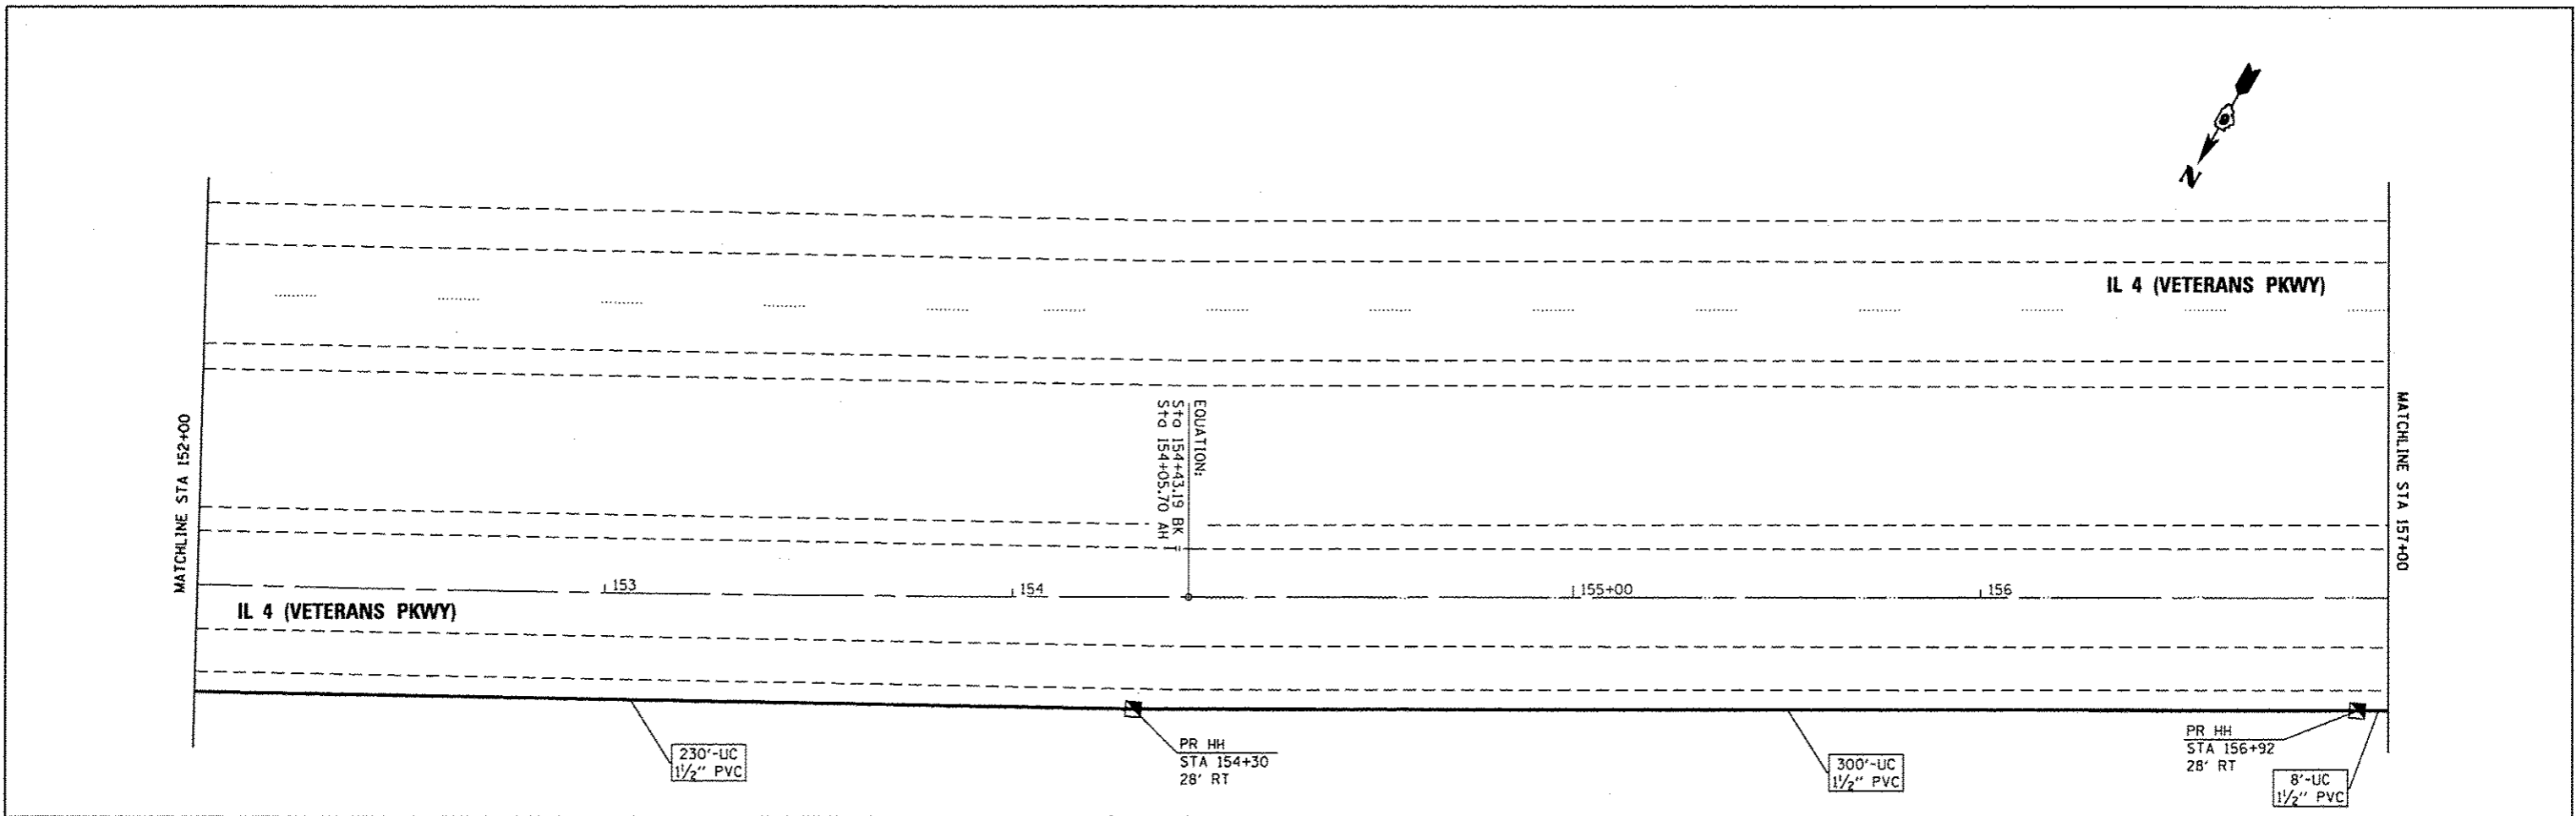 N
IL 4 (VETERANS PKWY)
MATCHLINE STA 152+00
EQUATION:
Sta 154+43.19 BK =
Sta 154+05.70 AH
MATCHLINE STA 157+00
153
154
155+00
156
IL 4 (VETERANS PKWY)
230'-UC
1½" PVC
PR HH
STA 154+30
28' RT
300'-UC
1½" PVC
PR HH
STA 156+92
28' RT
8'-UC
1½" PVC